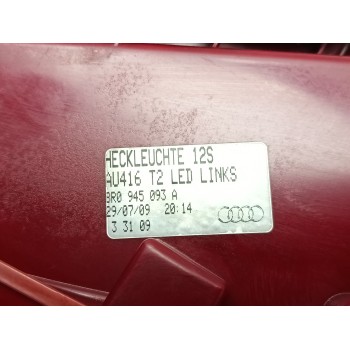 HECKLEUCHTE 12S
AU416 T2 LED LINKS
8R0 945 093 A
29/07/09 20:14
3 31 09